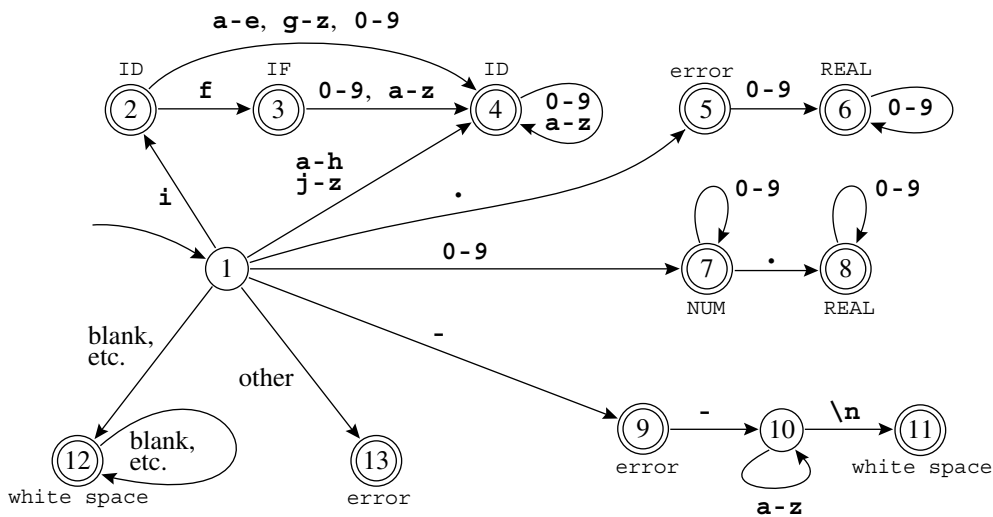 a-e, g-z, 0-9
ID
IF
ID
error
REAL
2
f
3
0-9, a-z
4
0-9
a-z
5
0-9
6
0-9
a-h
j-z
i
.
0-9
0-9
1
0-9
7
.
8
NUM
REAL
blank,
etc.
other
-
12
blank,
etc.
13
9
-
10
\n
11
white space
error
error
white space
a-z